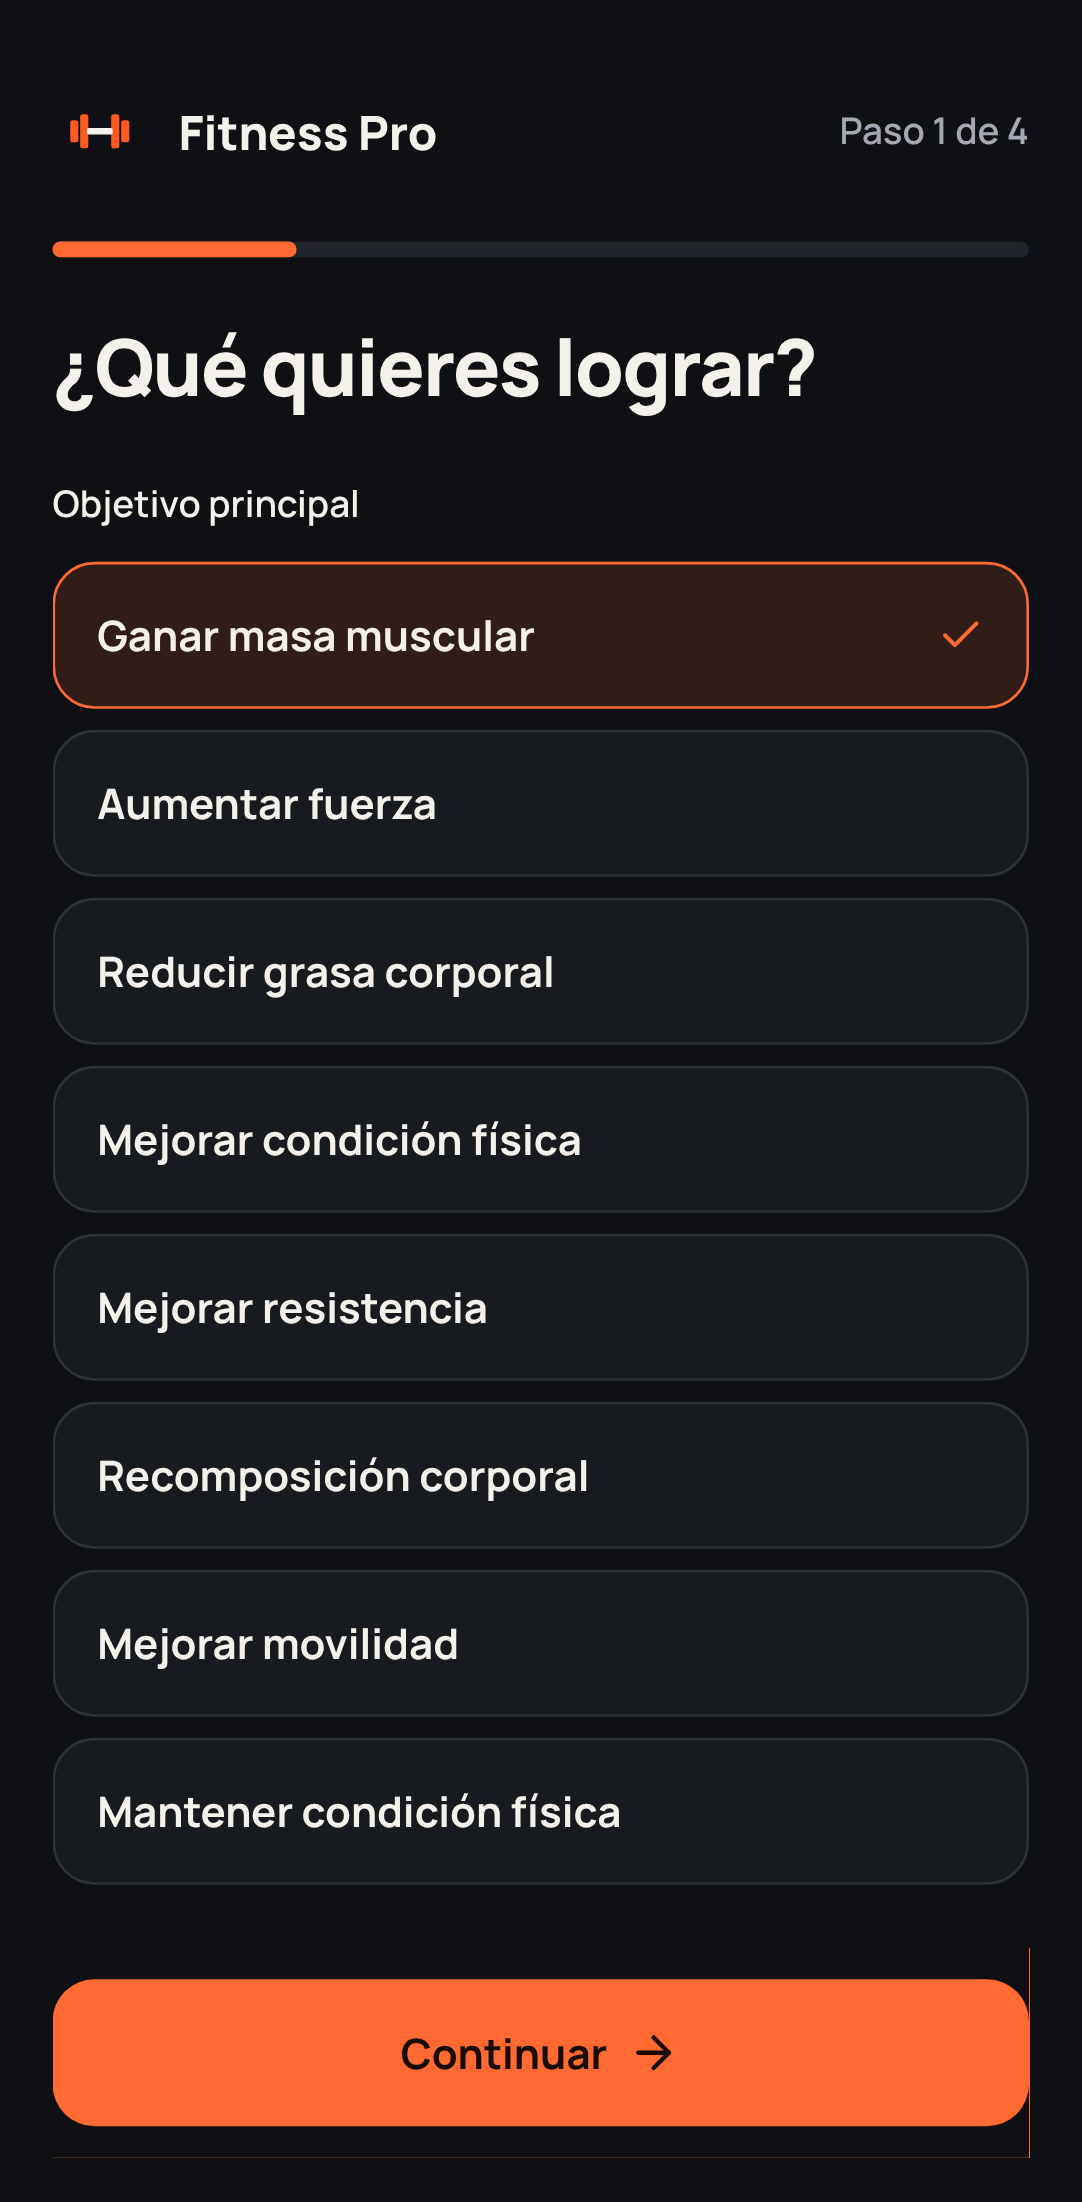 Fitness Pro
Paso 1 de 4
¿Qué quieres lograr?
Objetivo principal
Ganar masa muscular
Aumentar fuerza
Reducir grasa corporal
Mejorar condición física
Mejorar resistencia
Recomposición corporal
Mejorar movilidad
Mantener condición física
Continuar